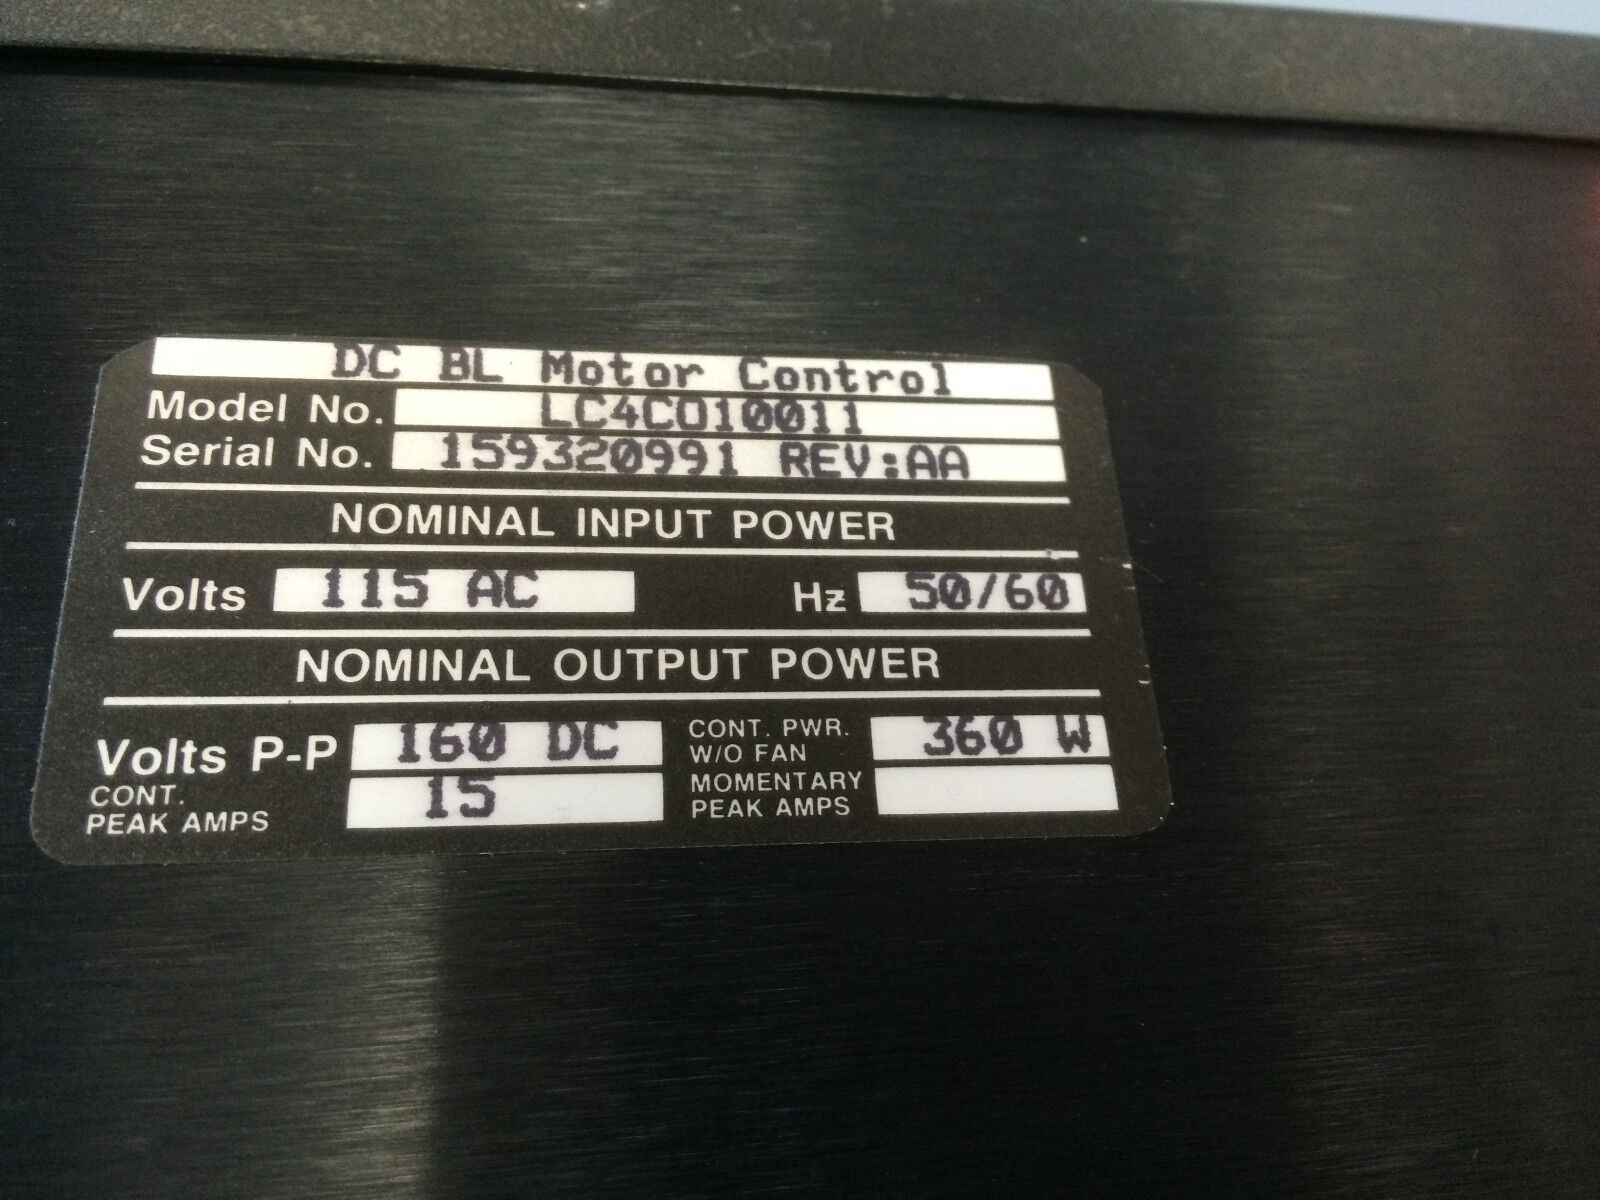 DC BL Motor Control
Model No. LC4C010011
Serial No. 159320991 REV:AA
NOMINAL INPUT POWER
Volts 115 AC Hz 50/60
NOMINAL OUTPUT POWER
Volts P-P 160 DC CONT. PWR. W/O FAN 360 W
CONT. PEAK AMPS 15 MOMENTARY PEAK AMPS